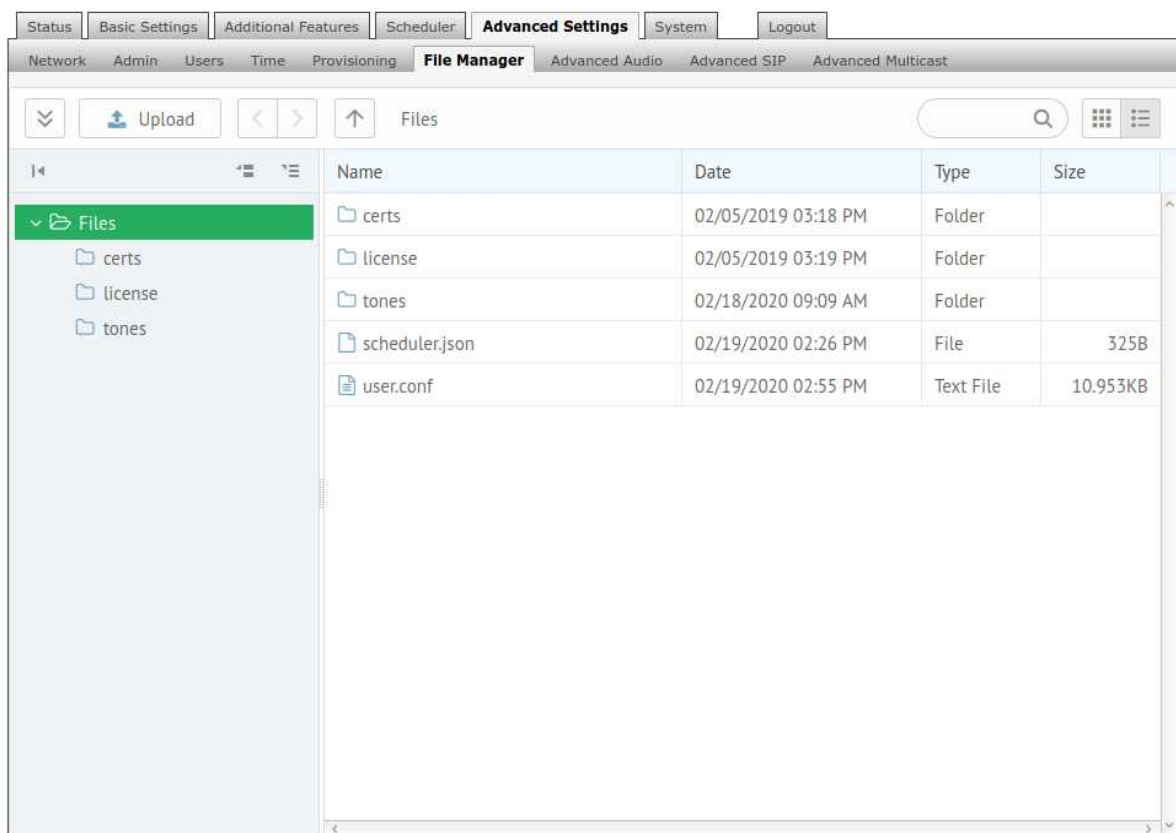 Status Basic Settings Additional Features Scheduler Advanced Settings System Logout
Network Admin Users Time Provisioning File Manager Advanced Audio Advanced SIP Advanced Multicast
Upload Files
Name Date Type Size
Files
certs
license
tones
certs 02/05/2019 03:18 PM Folder
license 02/05/2019 03:19 PM Folder
tones 02/18/2020 09:09 AM Folder
scheduler.json 02/19/2020 02:26 PM File 325B
user.conf 02/19/2020 02:55 PM Text File 10.953KB